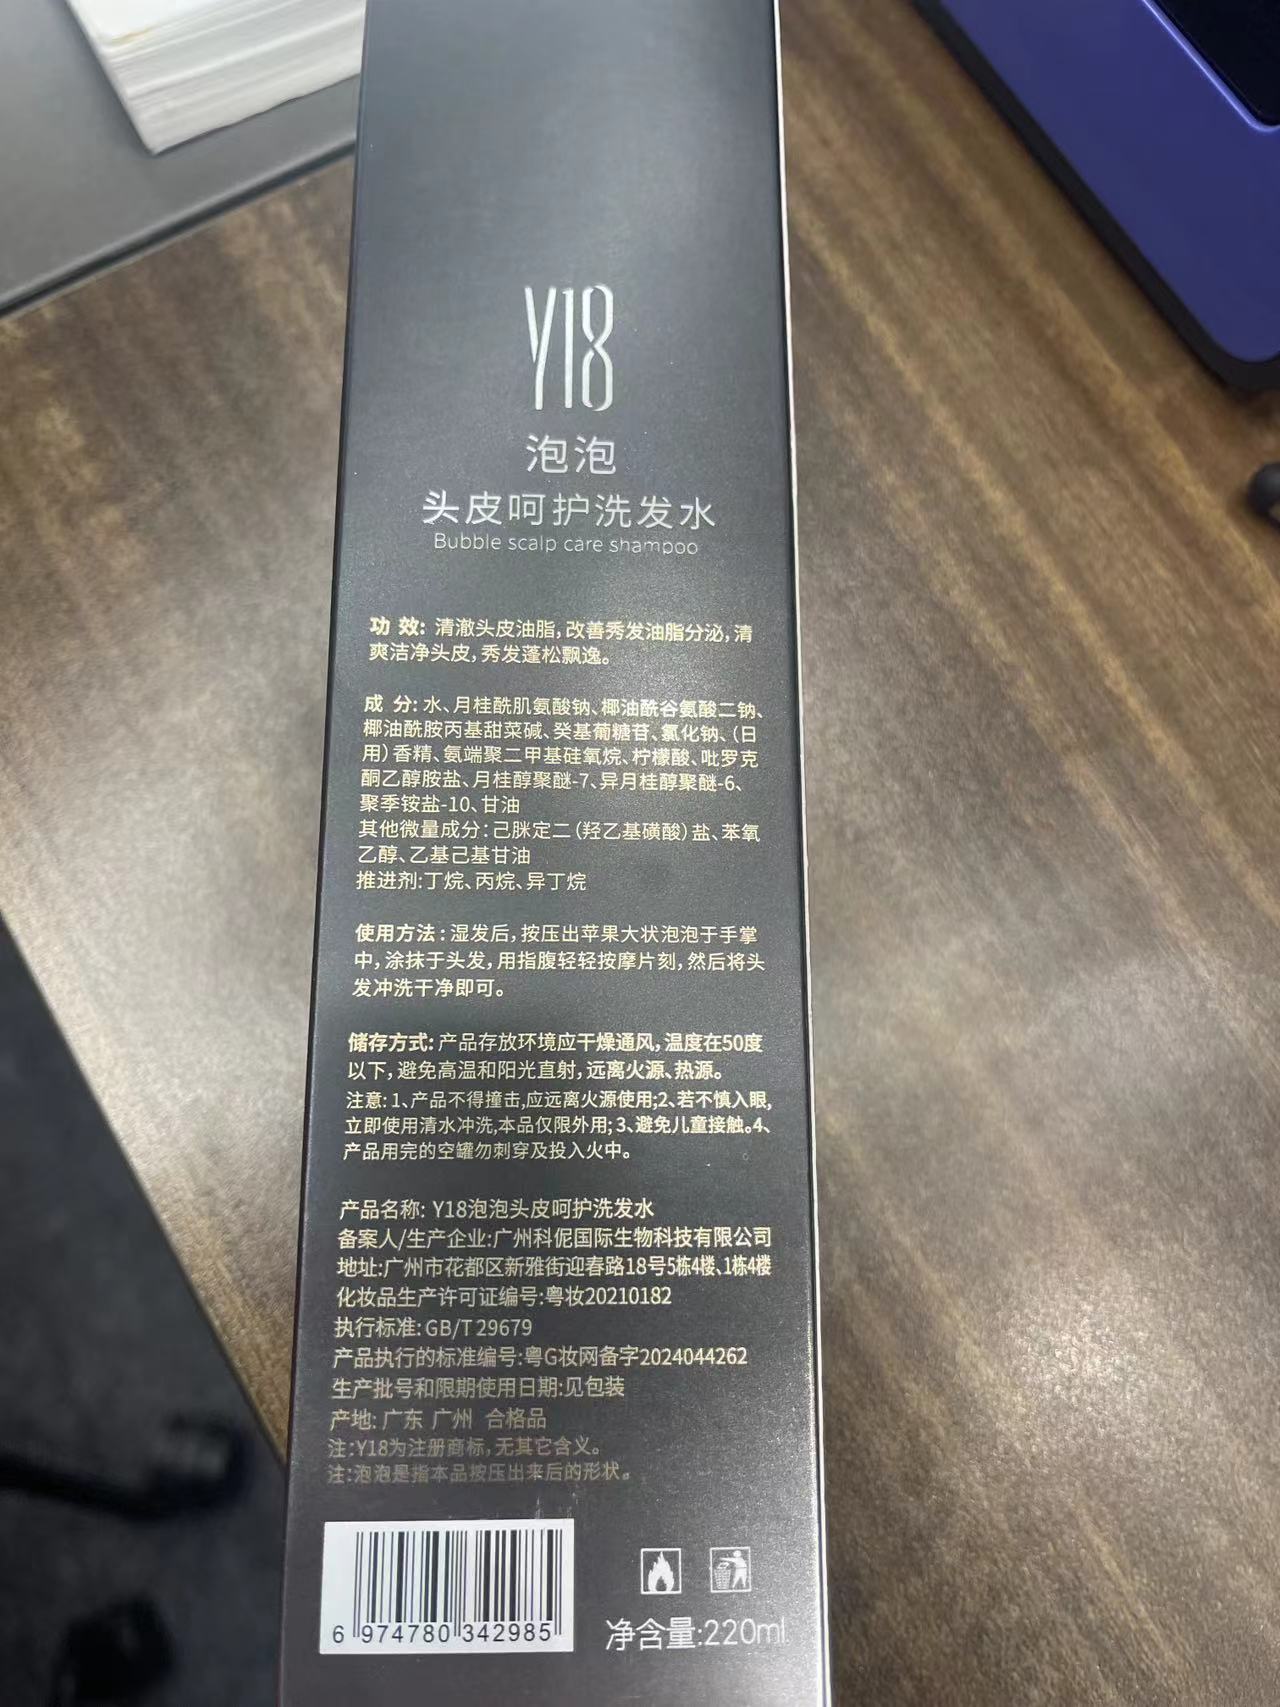 Y18
泡泡
头皮呵护洗发水
Bubble scalp care shampoo
功 效: 清澈头皮油脂,改善秀发油脂分泌,清
爽洁净头皮,秀发蓬松飘逸。
成 分: 水、月桂酰肌氨酸钠、椰油酰谷氨酸二钠、
椰油酰胺丙基甜菜碱、癸基葡糖苷、氯化钠、(日
用)香精、氨端聚二甲基硅氧烷、柠檬酸、吡罗克
酮乙醇胺盐、月桂醇聚醚-7、异月桂醇聚醚-6、
聚季铵盐-10、甘油
其他微量成分: 己脒定二(羟乙基磺酸)盐、苯氧
乙醇、乙基己基甘油
推进剂:丁烷、丙烷、异丁烷
使用方法: 湿发后,按压出苹果大状泡泡于手掌
中,涂抹于头发,用指腹轻轻按摩片刻,然后将头
发冲洗干净即可。
储存方式: 产品存放环境应干燥通风,温度在50度
以下,避免高温和阳光直射,远离火源、热源。
注意: 1、产品不得撞击,应远离火源使用;2、若不慎入眼,
立即使用清水冲洗,本品仅限外用; 3、避免儿童接触。4、
产品用完的空罐勿刺穿及投入火中。
产品名称: Y18泡泡头皮呵护洗发水
备案人/生产企业:广州科伲国际生物科技有限公司
地址:广州市花都区新雅街迎春路18号5栋4楼、1栋4楼
化妆品生产许可证编号:粤妆20210182
执行标准: GB/T 29679
产品执行的标准编号:粤G妆网备字2024044262
生产批号和限期使用日期:见包装
产地: 广东 广州 合格品
注:Y18为注册商标,无其它含义。
注:泡泡是指本品按压出来后的形状。
6 974780 342985
净含量:220ml